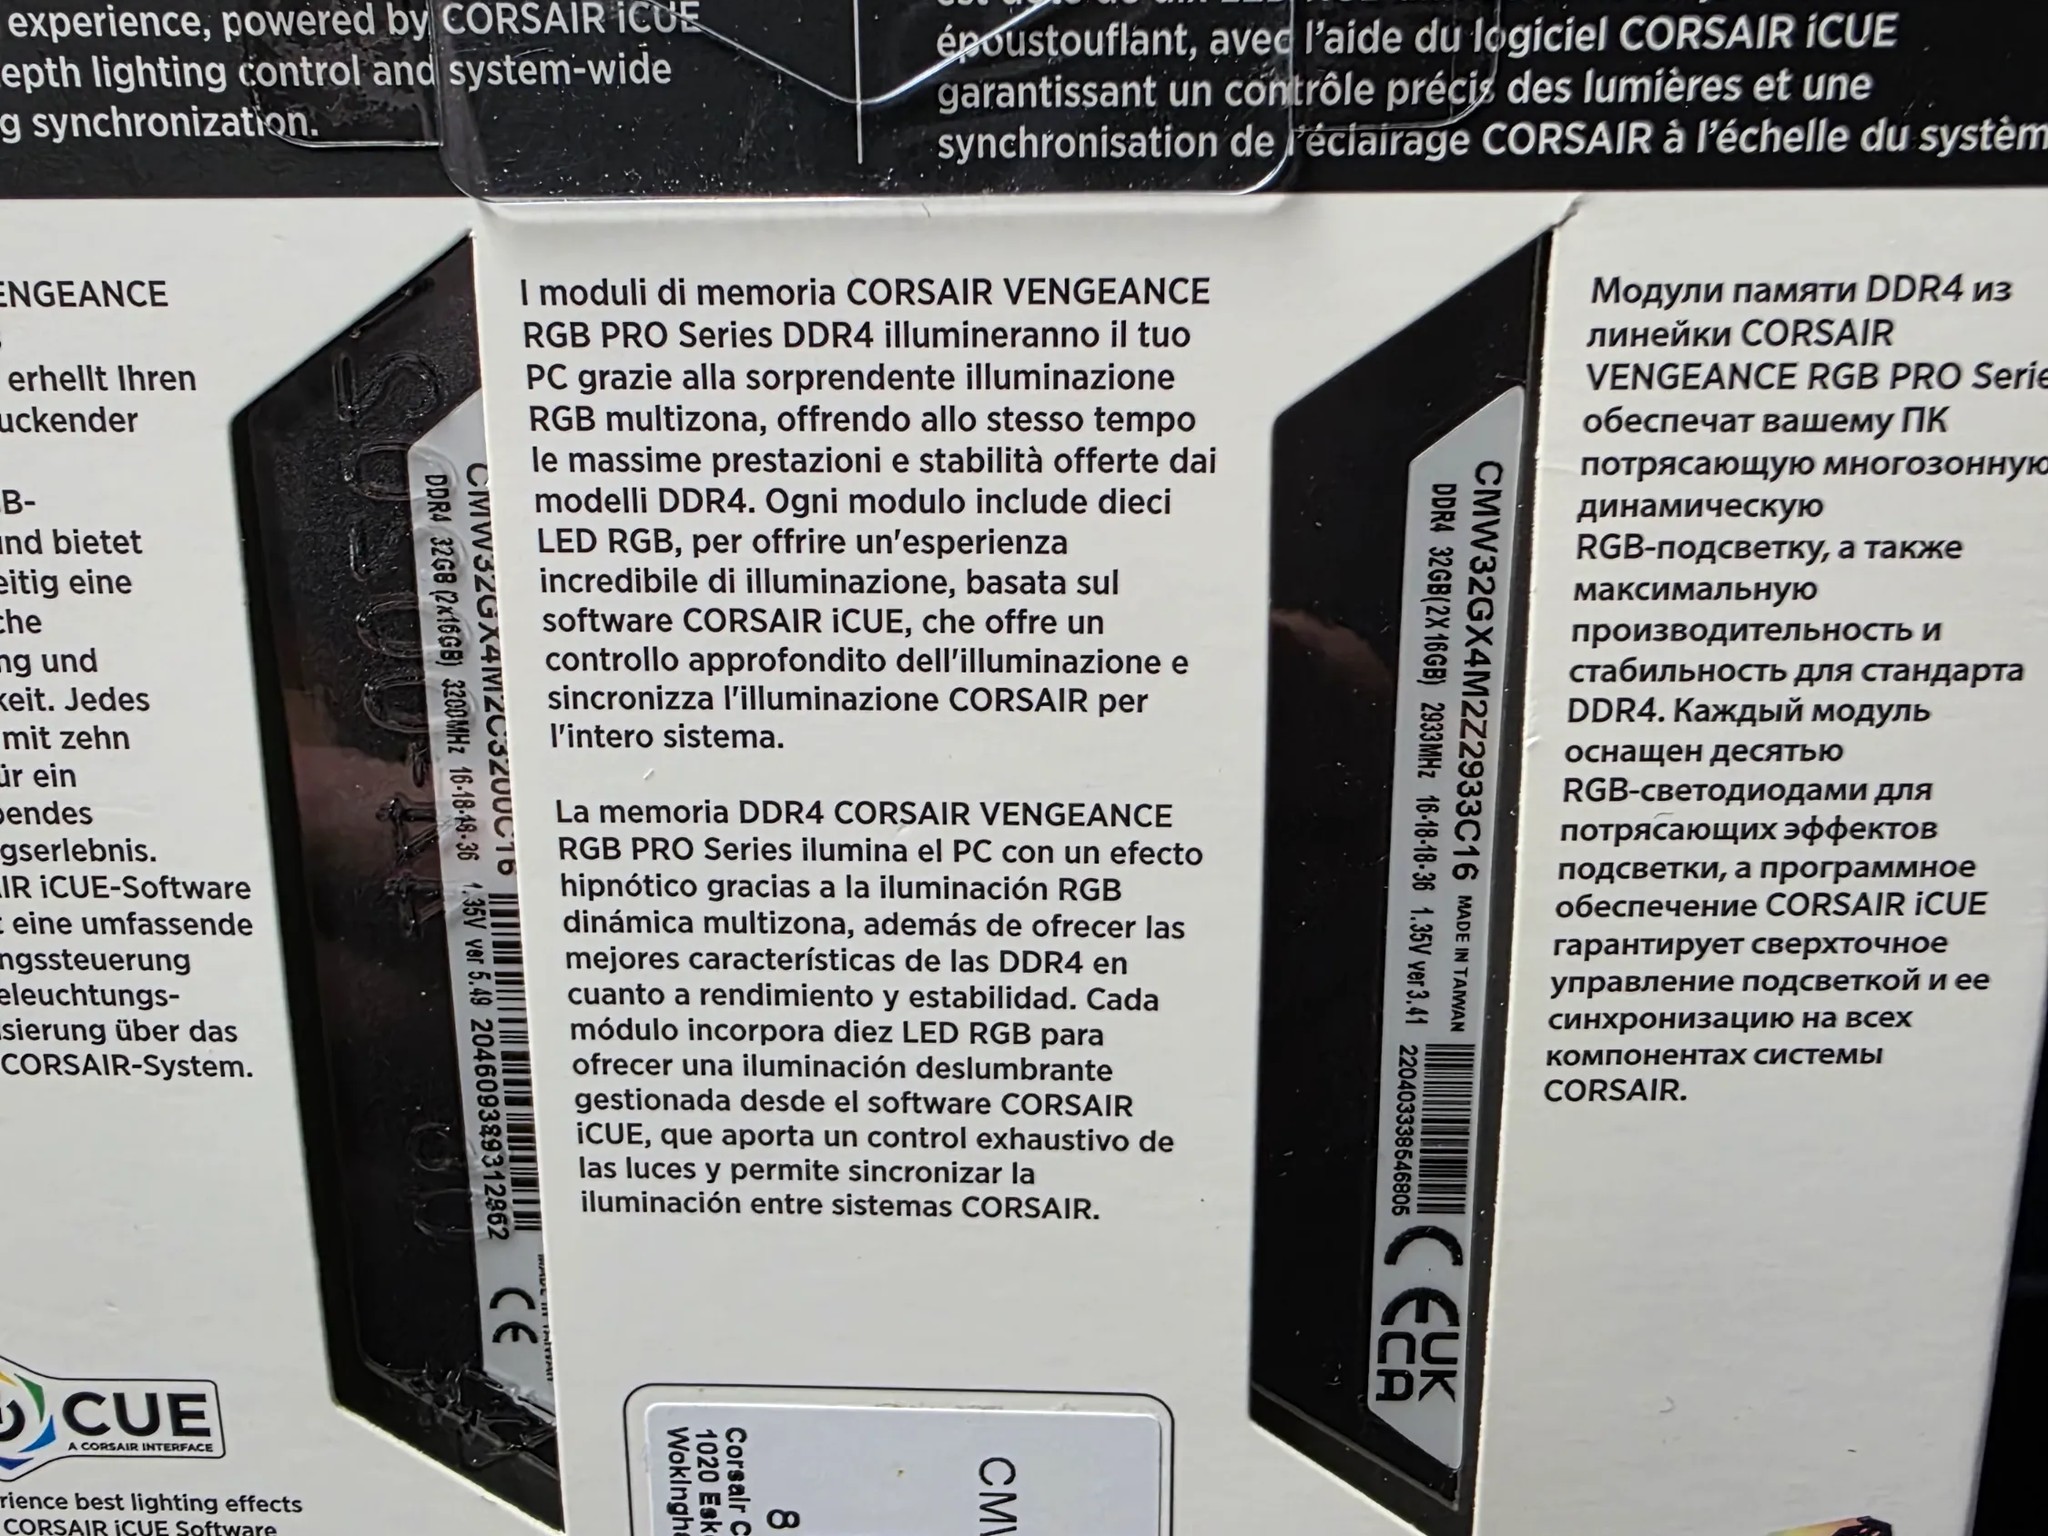 experience, powered by CORSAIR iCUE
epth lighting control and system-wide
g synchronization.
époustouflant, avec l'aide du logiciel CORSAIR iCUE
garantissant un contrôle précis des lumières et une
synchronisation de l'éclairage CORSAIR à l'échelle du systèm
ENGEANCE
erhellt Ihren
uckender
B-
und bietet
eitig eine
che
ng und
keit. Jedes
mit zehn
ür ein
bendes
gserlebnis.
AIR iCUE-Software
t eine umfassende
ngssteuerung
eleuchtungs-
sierung über das
CORSAIR-System.
CUE
A CORSAIR INTERFACE
rience best lighting effects
CORSAIR iCUE Software
CMW32GX4M2C3200C16
DDR4 32GB (2x16GB) 3200MHz 16-18-18-36 1.35V ver 5.49 204609389312862
CE
I moduli di memoria CORSAIR VENGEANCE
RGB PRO Series DDR4 illumineranno il tuo
PC grazie alla sorprendente illuminazione
RGB multizona, offrendo allo stesso tempo
le massime prestazioni e stabilità offerte dai
modelli DDR4. Ogni modulo include dieci
LED RGB, per offrire un'esperienza
incredibile di illuminazione, basata sul
software CORSAIR iCUE, che offre un
controllo approfondito dell'illuminazione e
sincronizza l'illuminazione CORSAIR per
l'intero sistema.
La memoria DDR4 CORSAIR VENGEANCE
RGB PRO Series ilumina el PC con un efecto
hipnótico gracias a la iluminación RGB
dinámica multizona, además de ofrecer las
mejores características de las DDR4 en
cuanto a rendimiento y estabilidad. Cada
módulo incorpora diez LED RGB para
ofrecer una iluminación deslumbrante
gestionada desde el software CORSAIR
iCUE, que aporta un control exhaustivo de
las luces y permite sincronizar la
iluminación entre sistemas CORSAIR.
Corsair C
1020 Esk
Wokingh
8
CMV
CMW32GX4M2Z2933C16 MADE IN TAIWAN
DDR4 32GB(2X16GB) 2933MHz 16-18-18-36 1.35V ver3.41 220403338646805
CE UK
CA
Модули памяти DDR4 из
линейки CORSAIR
VENGEANCE RGB PRO Serie
обеспечат вашему ПК
потрясающую многозонную
динамическую
RGB-подсветку, а также
максимальную
производительность и
стабильность для стандарта
DDR4. Каждый модуль
оснащен десятью
RGB-светодиодами для
потрясающих эффектов
подсветки, а программное
обеспечение CORSAIR iCUE
гарантирует сверхточное
управление подсветкой и ее
синхронизацию на всех
компонентах системы
CORSAIR.